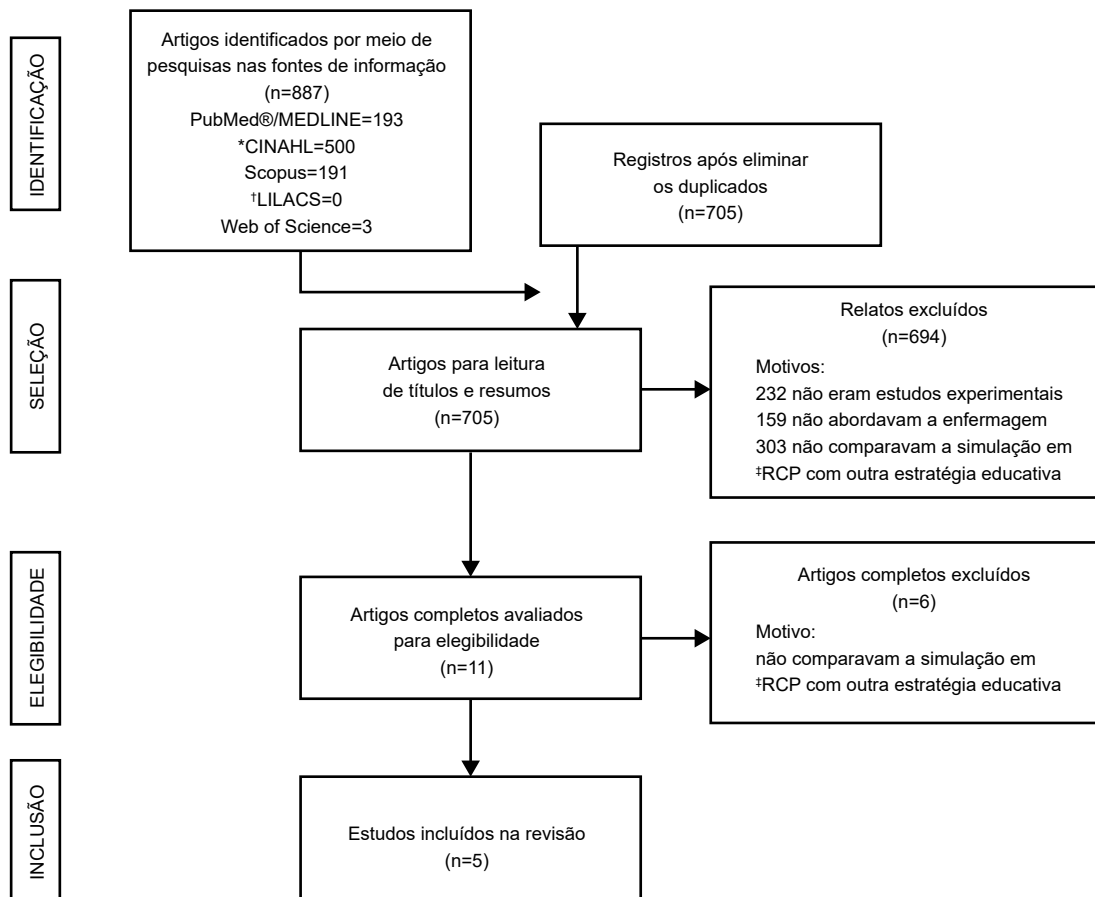 IDENTIFICAÇÃO
Artigos identificados por meio de
pesquisas nas fontes de informação
(n=887)
PubMed®/MEDLINE=193
*CINAHL=500
Scopus=191
†LILACS=0
Web of Science=3
Registros após eliminar
os duplicados
(n=705)
SELEÇÃO
Artigos para leitura
de títulos e resumos
(n=705)
Relatos excluídos
(n=694)
Motivos:
232 não eram estudos experimentais
159 não abordavam a enfermagem
303 não comparavam a simulação em
‡RCP com outra estratégia educativa
ELEGIBILIDADE
Artigos completos avaliados
para elegibilidade
(n=11)
Artigos completos excluídos
(n=6)
Motivo:
não comparavam a simulação em
‡RCP com outra estratégia educativa
INCLUSÃO
Estudos incluídos na revisão
(n=5)